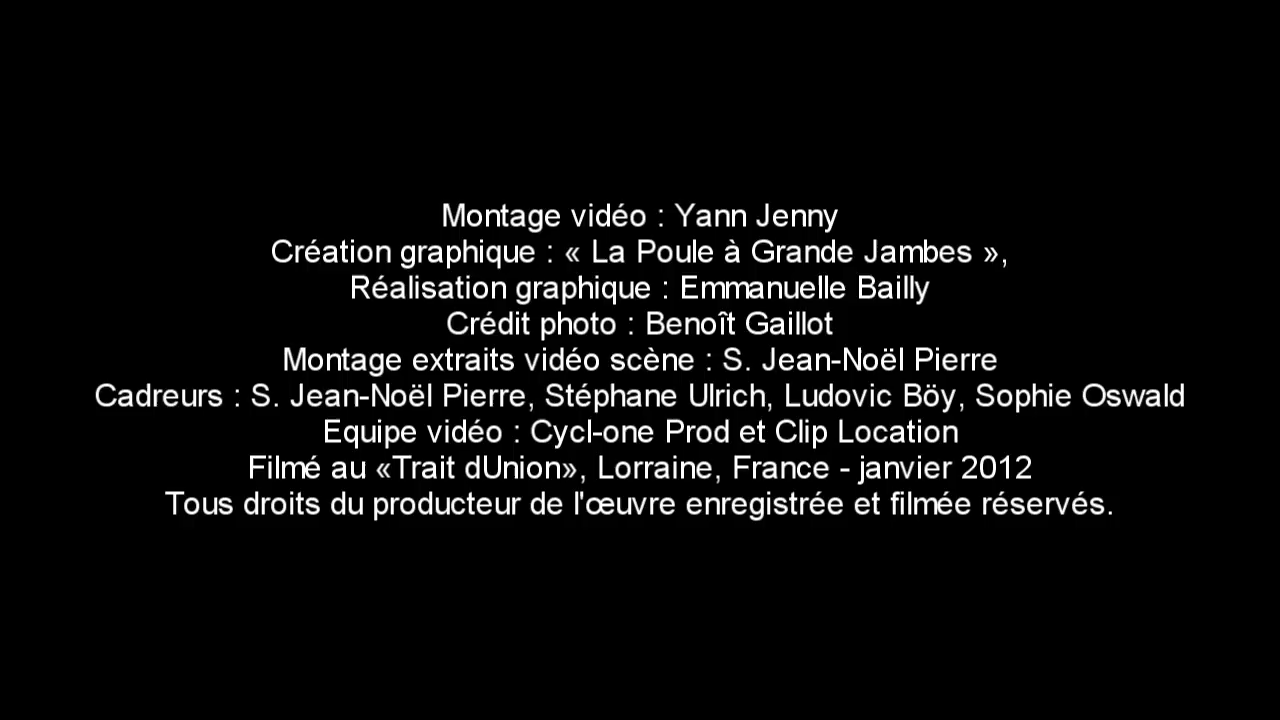 Montage vidéo : Yann Jenny
Création graphique : « La Poule à Grande Jambes »,
Réalisation graphique : Emmanuelle Bailly
Crédit photo : Benoît Gaillot
Montage extraits vidéo scène : S. Jean-Noël Pierre
Cadreurs : S. Jean-Noël Pierre, Stéphane Ulrich, Ludovic Böy, Sophie Oswald
Equipe vidéo : Cycl-one Prod et Clip Location
Filmé au «Trait dUnion», Lorraine, France - janvier 2012
Tous droits du producteur de l'œuvre enregistrée et filmée réservés.